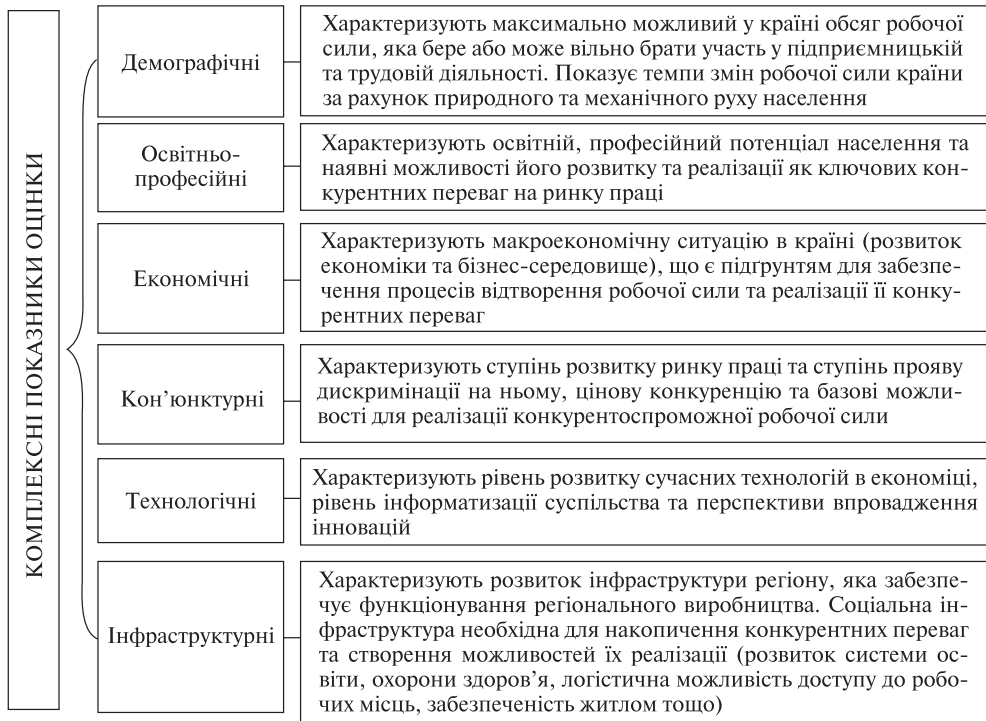 КОМПЛЕКСНІ ПОКАЗНИКИ ОЦІНКИ
Демографічні
Характеризують максимально можливий у країні обсяг робочої
сили, яка бере або може вільно брати участь у підприємницькій
та трудовій діяльності. Показує темпи змін робочої сили країни
за рахунок природного та механічного руху населення
Освітньо-
професійні
Характеризують освітній, професійний потенціал населення та
наявні можливості його розвитку та реалізації як ключових кон-
курентних переваг на ринку праці
Економічні
Характеризують макроекономічну ситуацію в країні (розвиток
економіки та бізнес-середовище), що є підґрунтям для забезпе-
чення процесів відтворення робочої сили та реалізації її конку-
рентних переваг
Кон’юнктурні
Характеризують ступінь розвитку ринку праці та ступінь прояву
дискримінації на ньому, цінову конкуренцію та базові можли-
вості для реалізації конкурентоспроможної робочої сили
Технологічні
Характеризують рівень розвитку сучасних технологій в економіці,
рівень інформатизації суспільства та перспективи впровадження
інновацій
Інфраструктурні
Характеризують розвиток інфраструктури регіону, яка забезпе-
чує функціонування регіонального виробництва. Соціальна ін-
фраструктура необхідна для накопичення конкурентних переваг
та створення можливостей їх реалізації (розвиток системи ос-
віти, охорони здоров’я, логістична можливість доступу до робо-
чих місць, забезпеченість житлом тощо)